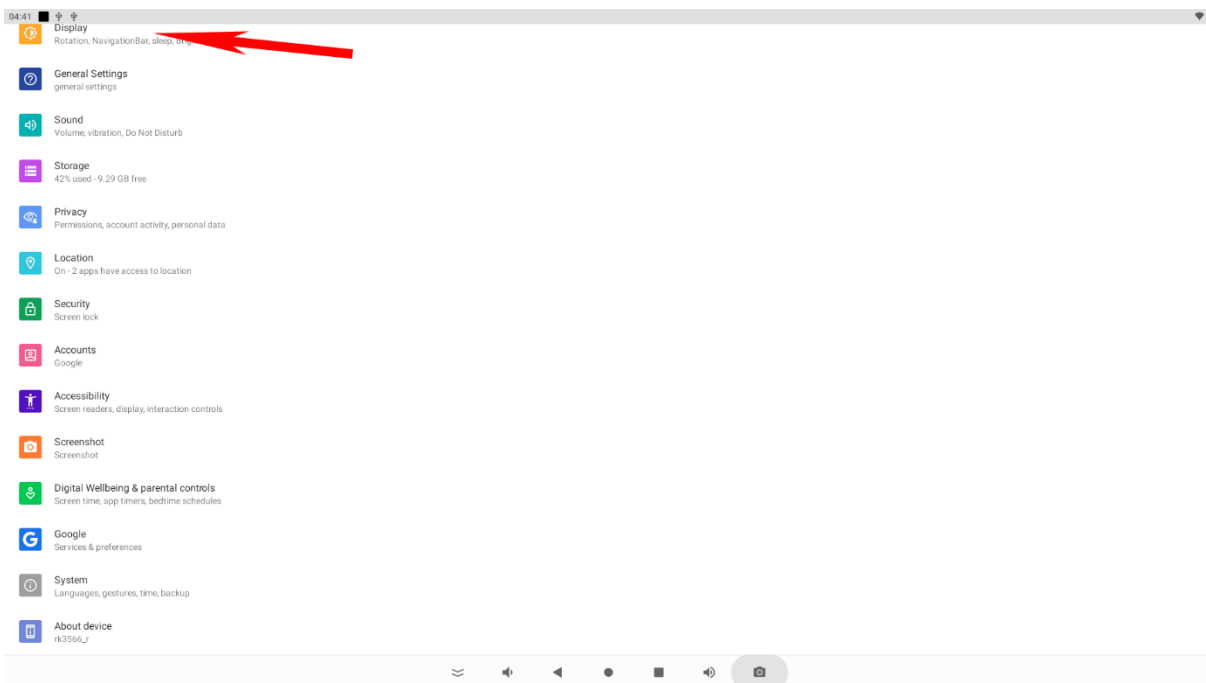 04:41
Display
Rotation, NavigationBar, sleep,
General Settings
general settings
Sound
Volume, vibration, Do Not Disturb
Storage
42% used - 9.29 GB free
Privacy
Permissions, account activity, personal data
Location
On - 2 apps have access to location
Security
Screen lock
Accounts
Google
Accessibility
Screen readers, display, interaction controls
Screenshot
Screenshot
Digital Wellbeing & parental controls
Screen time, app timers, bedtime schedules
Google
Services & preferences
System
Languages, gestures, time, backup
About device
rk3566_r